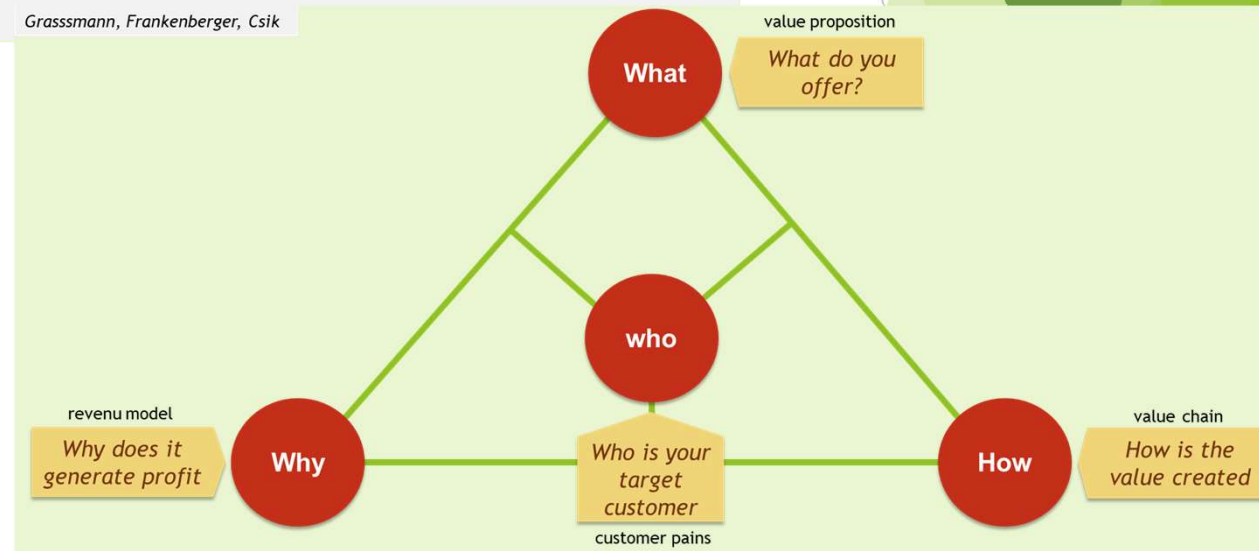 Grasssmann, Frankenberger, Csik
value proposition
What
What do you
offer?
who
revenu model
Why does it
generate profit
Why
Who is your
target
customer
customer pains
How
value chain
How is the
value created